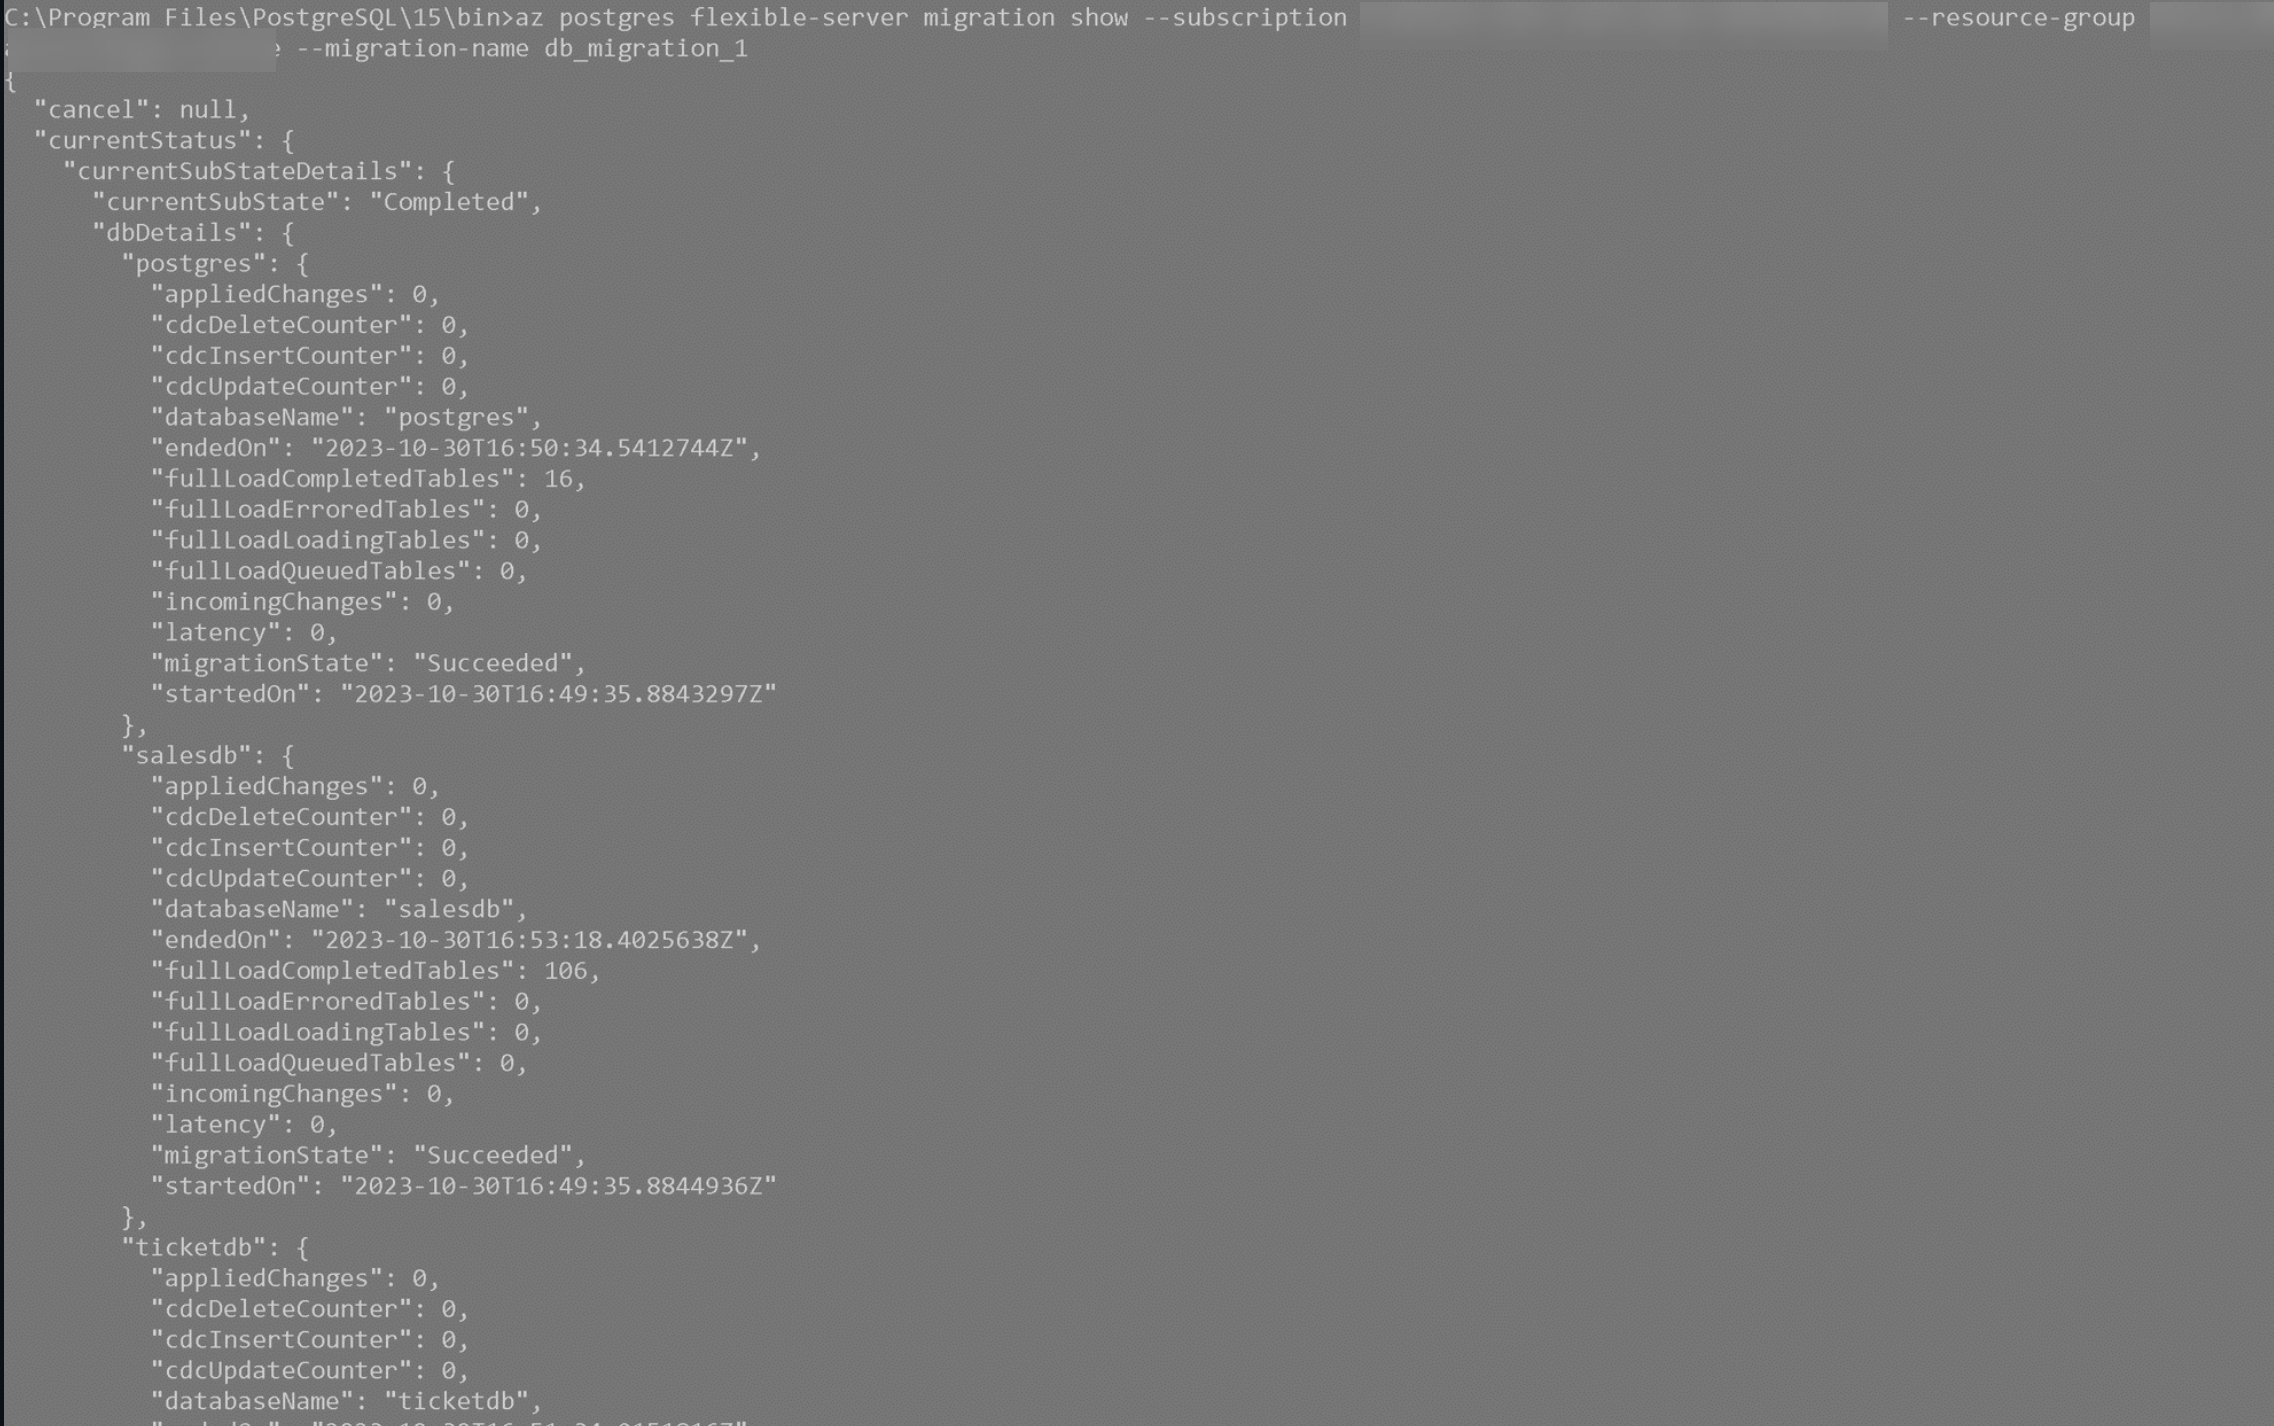 C:\Program Files\PostgreSQL\15\bin>az postgres flexible-server migration show --subscription --resource-group
--migration-name db_migration_1
{
"cancel": null,
"currentStatus": {
"currentSubStateDetails": {
"currentSubState": "Completed",
"dbDetails": {
"postgres": {
"appliedChanges": 0,
"cdcDeleteCounter": 0,
"cdcInsertCounter": 0,
"cdcUpdateCounter": 0,
"databaseName": "postgres",
"endedOn": "2023-10-30T16:50:34.5412744Z",
"fullLoadCompletedTables": 16,
"fullLoadErroredTables": 0,
"fullLoadLoadingTables": 0,
"fullLoadQueuedTables": 0,
"incomingChanges": 0,
"latency": 0,
"migrationState": "Succeeded",
"startedOn": "2023-10-30T16:49:35.8843297Z"
},
"salesdb": {
"appliedChanges": 0,
"cdcDeleteCounter": 0,
"cdcInsertCounter": 0,
"cdcUpdateCounter": 0,
"databaseName": "salesdb",
"endedOn": "2023-10-30T16:53:18.4025638Z",
"fullLoadCompletedTables": 106,
"fullLoadErroredTables": 0,
"fullLoadLoadingTables": 0,
"fullLoadQueuedTables": 0,
"incomingChanges": 0,
"latency": 0,
"migrationState": "Succeeded",
"startedOn": "2023-10-30T16:49:35.8844936Z"
},
"ticketdb": {
"appliedChanges": 0,
"cdcDeleteCounter": 0,
"cdcInsertCounter": 0,
"cdcUpdateCounter": 0,
"databaseName": "ticketdb",